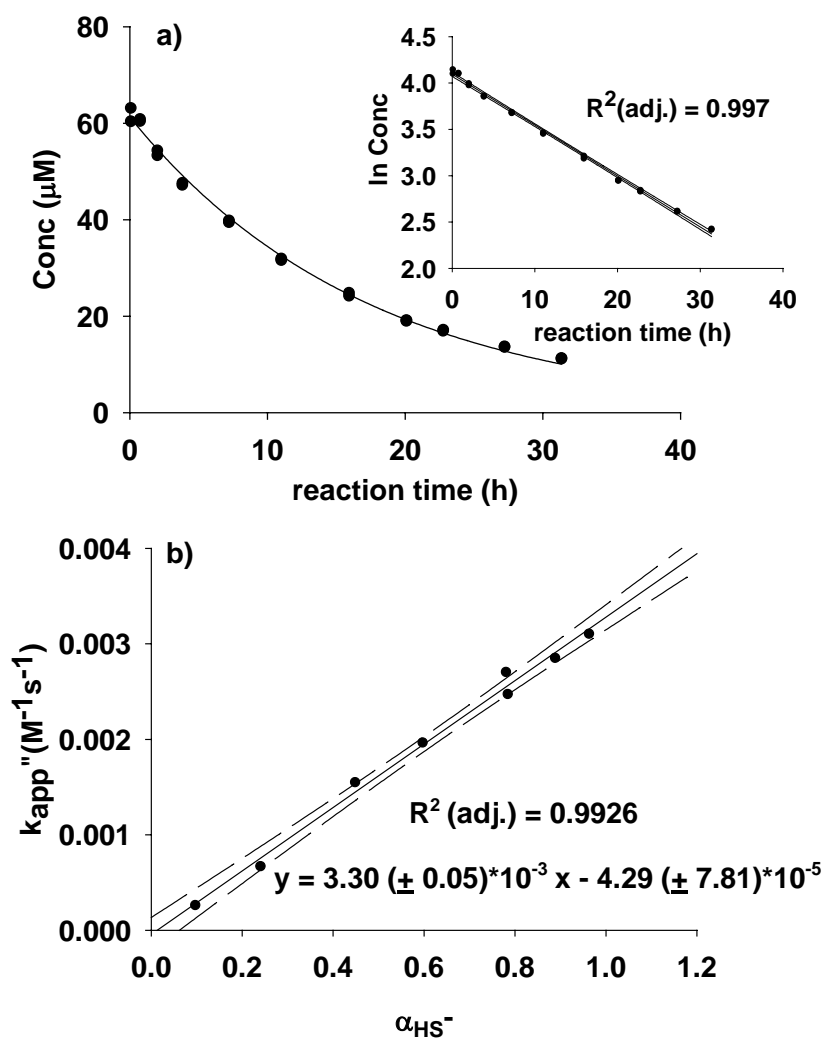 a)
80
60
40
20
0
Conc (μM)
0 10 20 30 40
reaction time (h)
4.5
4.0
3.5
3.0
2.5
2.0
ln Conc
R²(adj.) = 0.997
0 10 20 30 40
reaction time (h)
b)
0.004
0.003
0.002
0.001
0.000
k_app"(M⁻¹s⁻¹)
R² (adj.) = 0.9926
y = 3.30 (± 0.05)*10⁻³ x - 4.29 (± 7.81)*10⁻⁵
0.0 0.2 0.4 0.6 0.8 1.0 1.2
α_HS⁻